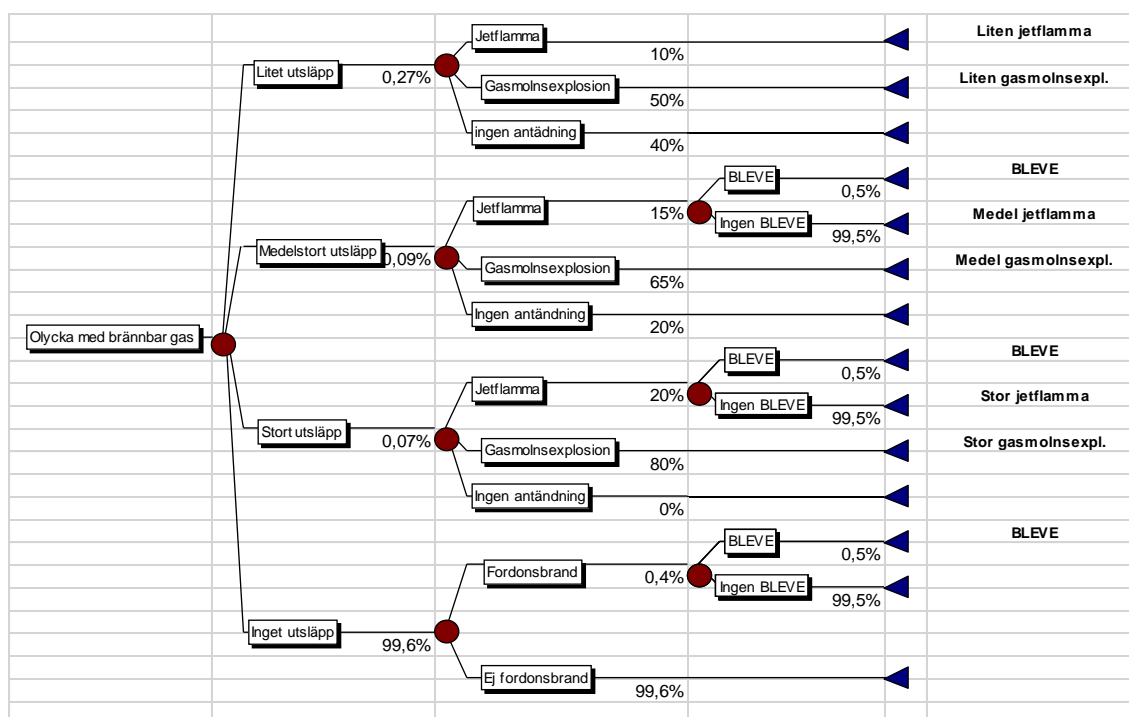 Jetflamma
Liten jetflamma
10%
Litet utsläpp
0,27%
Gasmolnsexplosion
Liten gasmolnsexpl.
50%
ingen antädning
40%
BLEVE
BLEVE
0,5%
Jetflamma
15%
Ingen BLEVE
Medel jetflamma
99,5%
Medelstort utsläpp
0,09%
Gasmolnsexplosion
Medel gasmolnsexpl.
65%
Ingen antändning
20%
Olycka med brännbar gas
BLEVE
BLEVE
0,5%
Jetflamma
20%
Ingen BLEVE
Stor jetflamma
99,5%
Stort utsläpp
0,07%
Gasmolnsexplosion
Stor gasmolnsexpl.
80%
Ingen antändning
0%
BLEVE
BLEVE
0,5%
Fordonsbrand
0,4%
Ingen BLEVE
99,5%
Inget utsläpp
99,6%
Ej fordonsbrand
99,6%